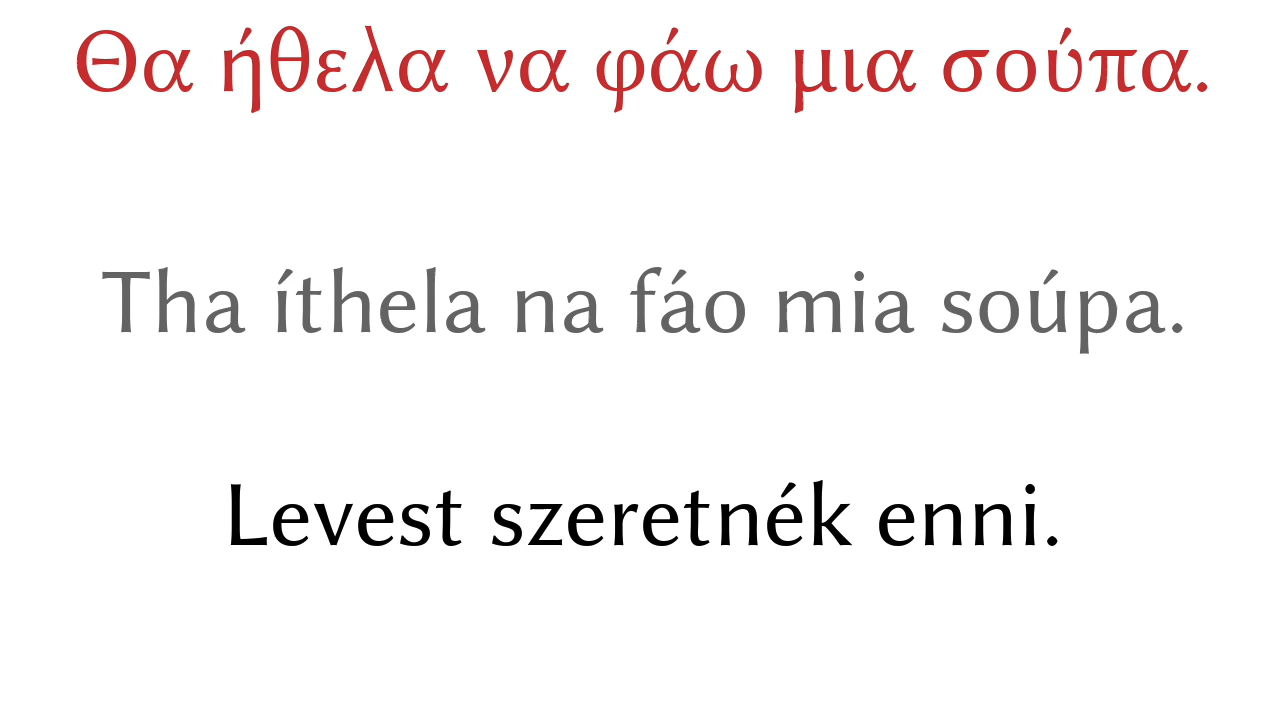 Θα ήθελα να φάω μια σούπα.
Tha íthela na fáo mia soúpa.
Levest szeretnék enni.